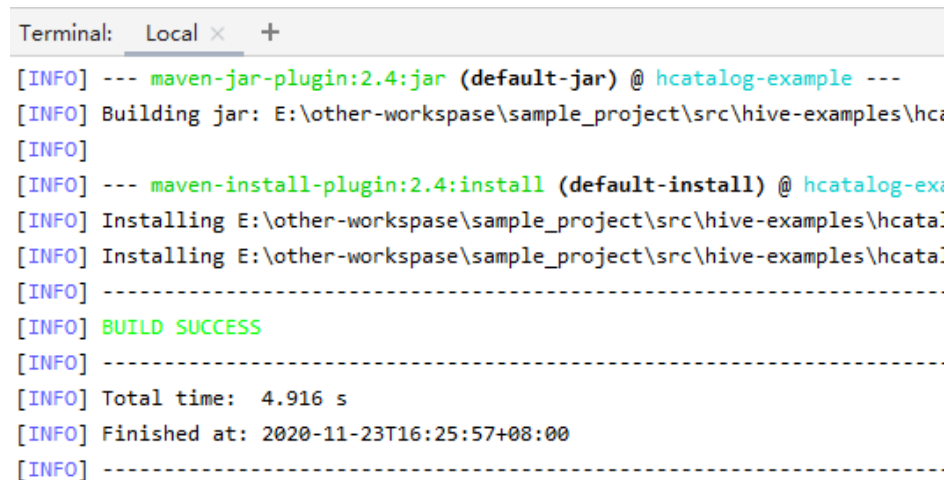 Terminal: Local × +
[INFO] --- maven-jar-plugin:2.4:jar (default-jar) @ hcatalog-example ---
[INFO] Building jar: E:\other-workspase\sample_project\src\hive-examples\hca
[INFO]
[INFO] --- maven-install-plugin:2.4:install (default-install) @ hcatalog-exa
[INFO] Installing E:\other-workspase\sample_project\src\hive-examples\hcatal
[INFO] Installing E:\other-workspase\sample_project\src\hive-examples\hcatal
[INFO] ------------------------------------------------------------------------
[INFO] BUILD SUCCESS
[INFO] ------------------------------------------------------------------------
[INFO] Total time:  4.916 s
[INFO] Finished at: 2020-11-23T16:25:57+08:00
[INFO] ------------------------------------------------------------------------